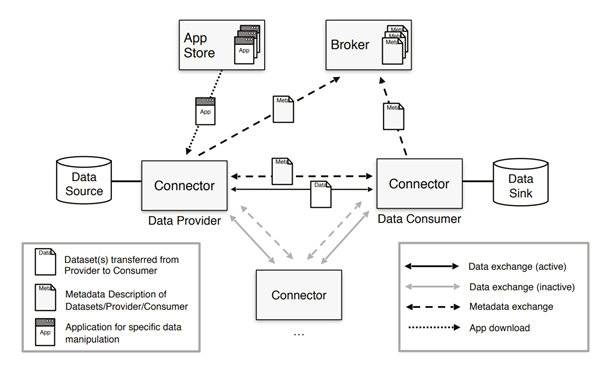 App
Store
App
Broker
Meta
App
Meta
Meta
Data
Source
Connector
Data Provider
Meta
Data
Connector
Data Consumer
Data
Sink
Connector
...
Data
Dataset(s) transferred from
Provider to Consumer
Meta
Metadata Description of
Datasets/Provider/Consumer
App
Application for specific data
manipulation
Data exchange (active)
Data exchange (inactive)
Metadata exchange
App download